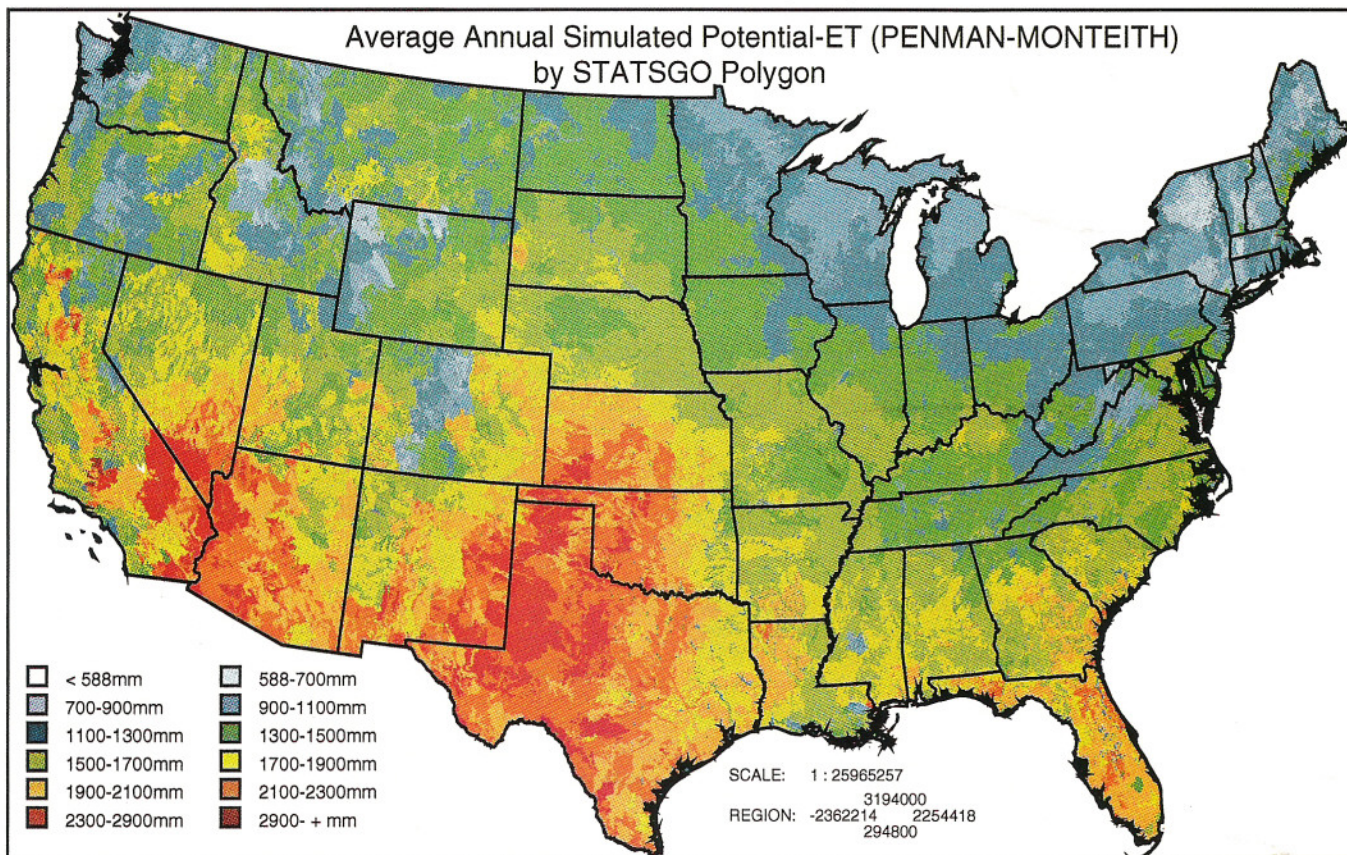 Average Annual Simulated Potential-ET (PENMAN-MONTEITH)
by STATSGO Polygon
< 588mm
588-700mm
700-900mm
900-1100mm
1100-1300mm
1300-1500mm
1500-1700mm
1700-1900mm
1900-2100mm
2100-2300mm
2300-2900mm
2900- + mm
SCALE: 1 : 25965257
3194000
REGION: -2362214 2254418
294800